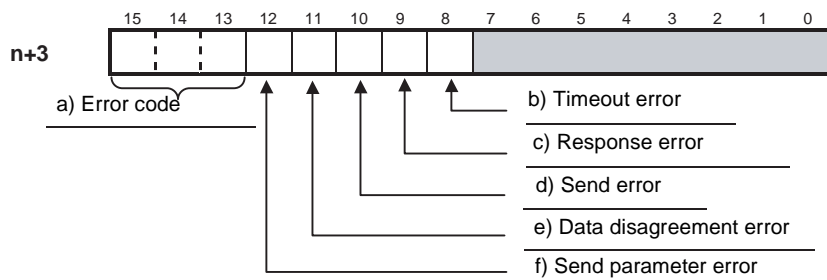 15 14 13 12 11 10 9 8 7 6 5 4 3 2 1 0
n+3
a) Error code
b) Timeout error
c) Response error
d) Send error
e) Data disagreement error
f) Send parameter error